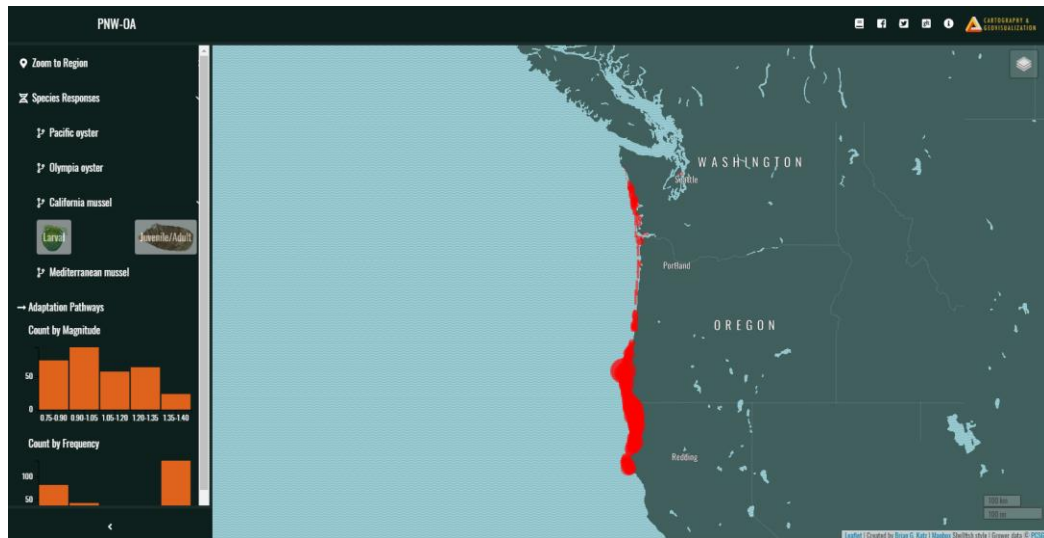 PNW-OA
CARTOGRAPHY &
GEOVISUALIZATION
Zoom to Region
Species Responses
Pacific oyster
Olympia oyster
California mussel
Larval
Juvenile/Adult
Mediterranean mussel
Adaptation Pathways
Count by Magnitude
50
0
0.75-0.90 0.90-1.05 1.05-1.20 1.20-1.35 1.35-1.40
Count by Frequency
100
50
WASHINGTON
Seattle
Portland
OREGON
Redding
100 km
100 mi
Leaflet | Created by Brian G. Katz | Mapbox Shellfish style | Grower data © PCSG